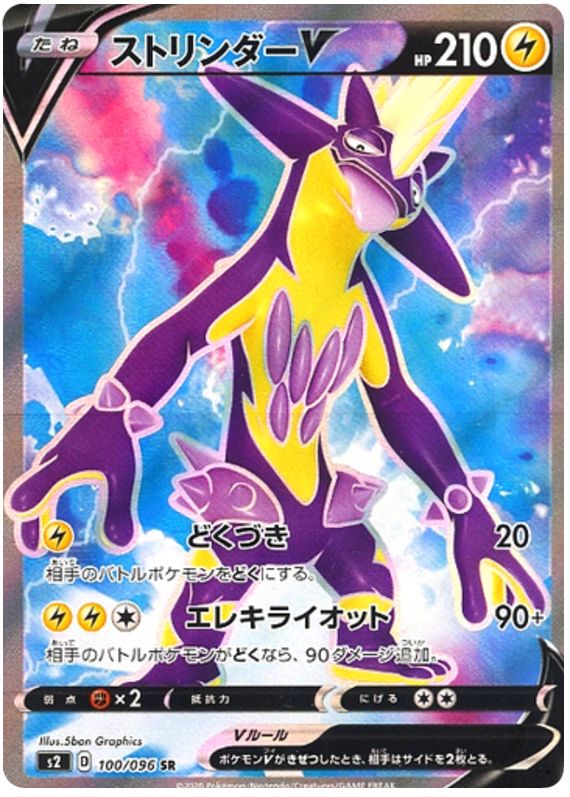 たね ストリンダーV HP210
どくづき 20
相手のバトルポケモンをどくにする。
エレキライオット 90+
相手のバトルポケモンがどくなら、90ダメージ追加。
弱点 ×2 抵抗力 にげる
Vルール
Illus.5ban Graphics
ポケモンVがきぜつしたとき、相手はサイドを2枚とる。
s2 D 100/096 SR
©2020 Pokémon/Nintendo/Creatures/GAME FREAK